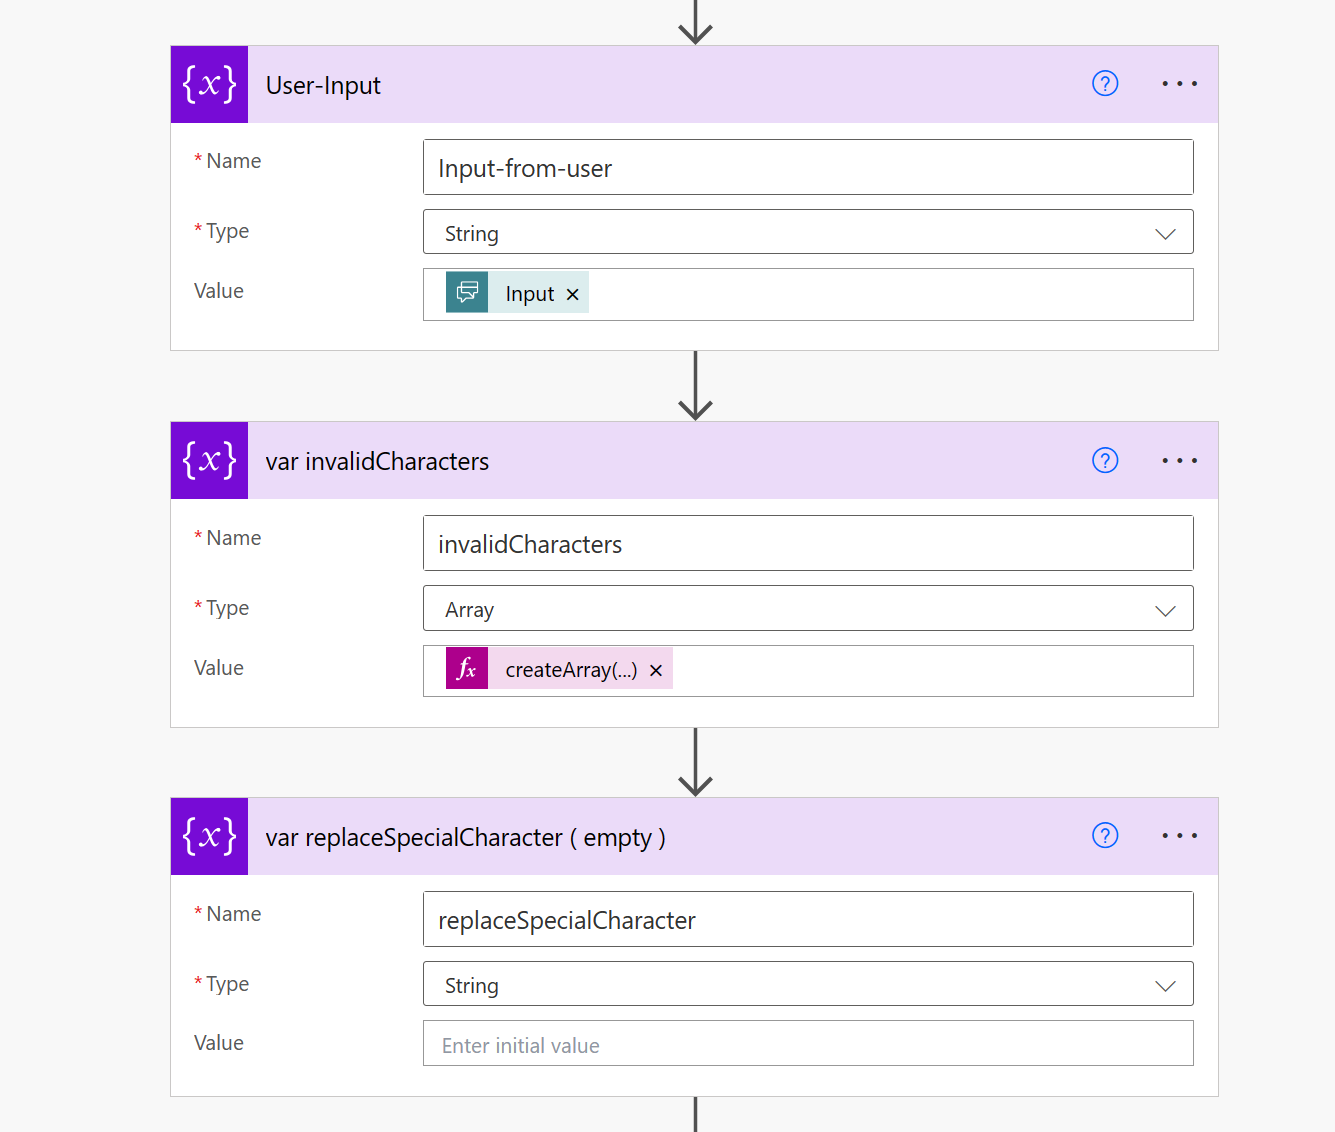 {x} User-Input ? ...
* Name Input-from-user
* Type String
Value Input ×
{x} var invalidCharacters ? ...
* Name invalidCharacters
* Type Array
Value fx createArray(...) ×
{x} var replaceSpecialCharacter ( empty ) ? ...
* Name replaceSpecialCharacter
* Type String
Value Enter initial value